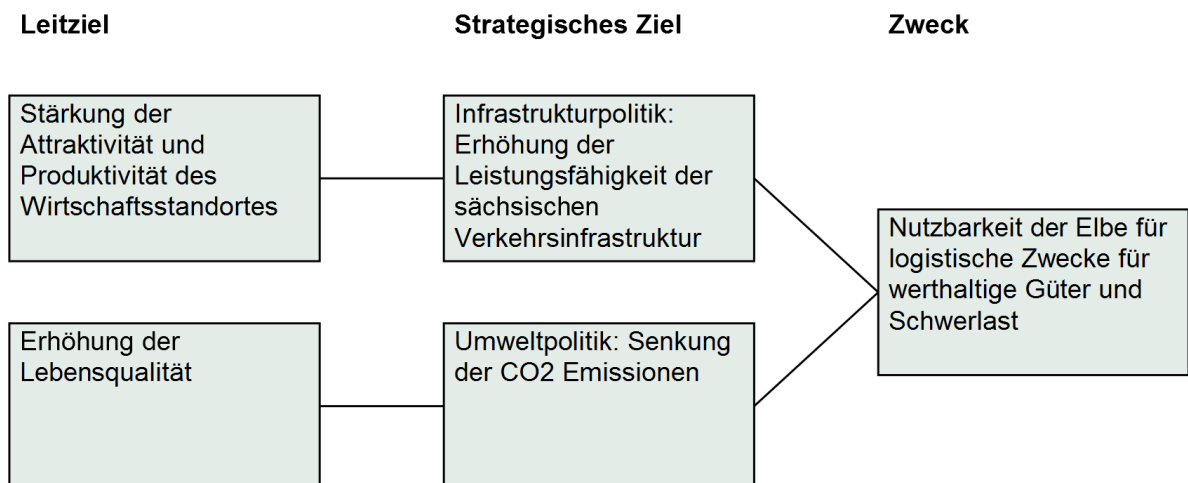 Leitziel
Strategisches Ziel
Zweck
Stärkung der
Attraktivität und
Produktivität des
Wirtschaftsstandortes
Infrastrukturpolitik:
Erhöhung der
Leistungsfähigkeit der
sächsischen
Verkehrsinfrastruktur
Nutzbarkeit der Elbe für
logistische Zwecke für
werthaltige Güter und
Schwerlast
Erhöhung der
Lebensqualität
Umweltpolitik: Senkung
der CO2 Emissionen